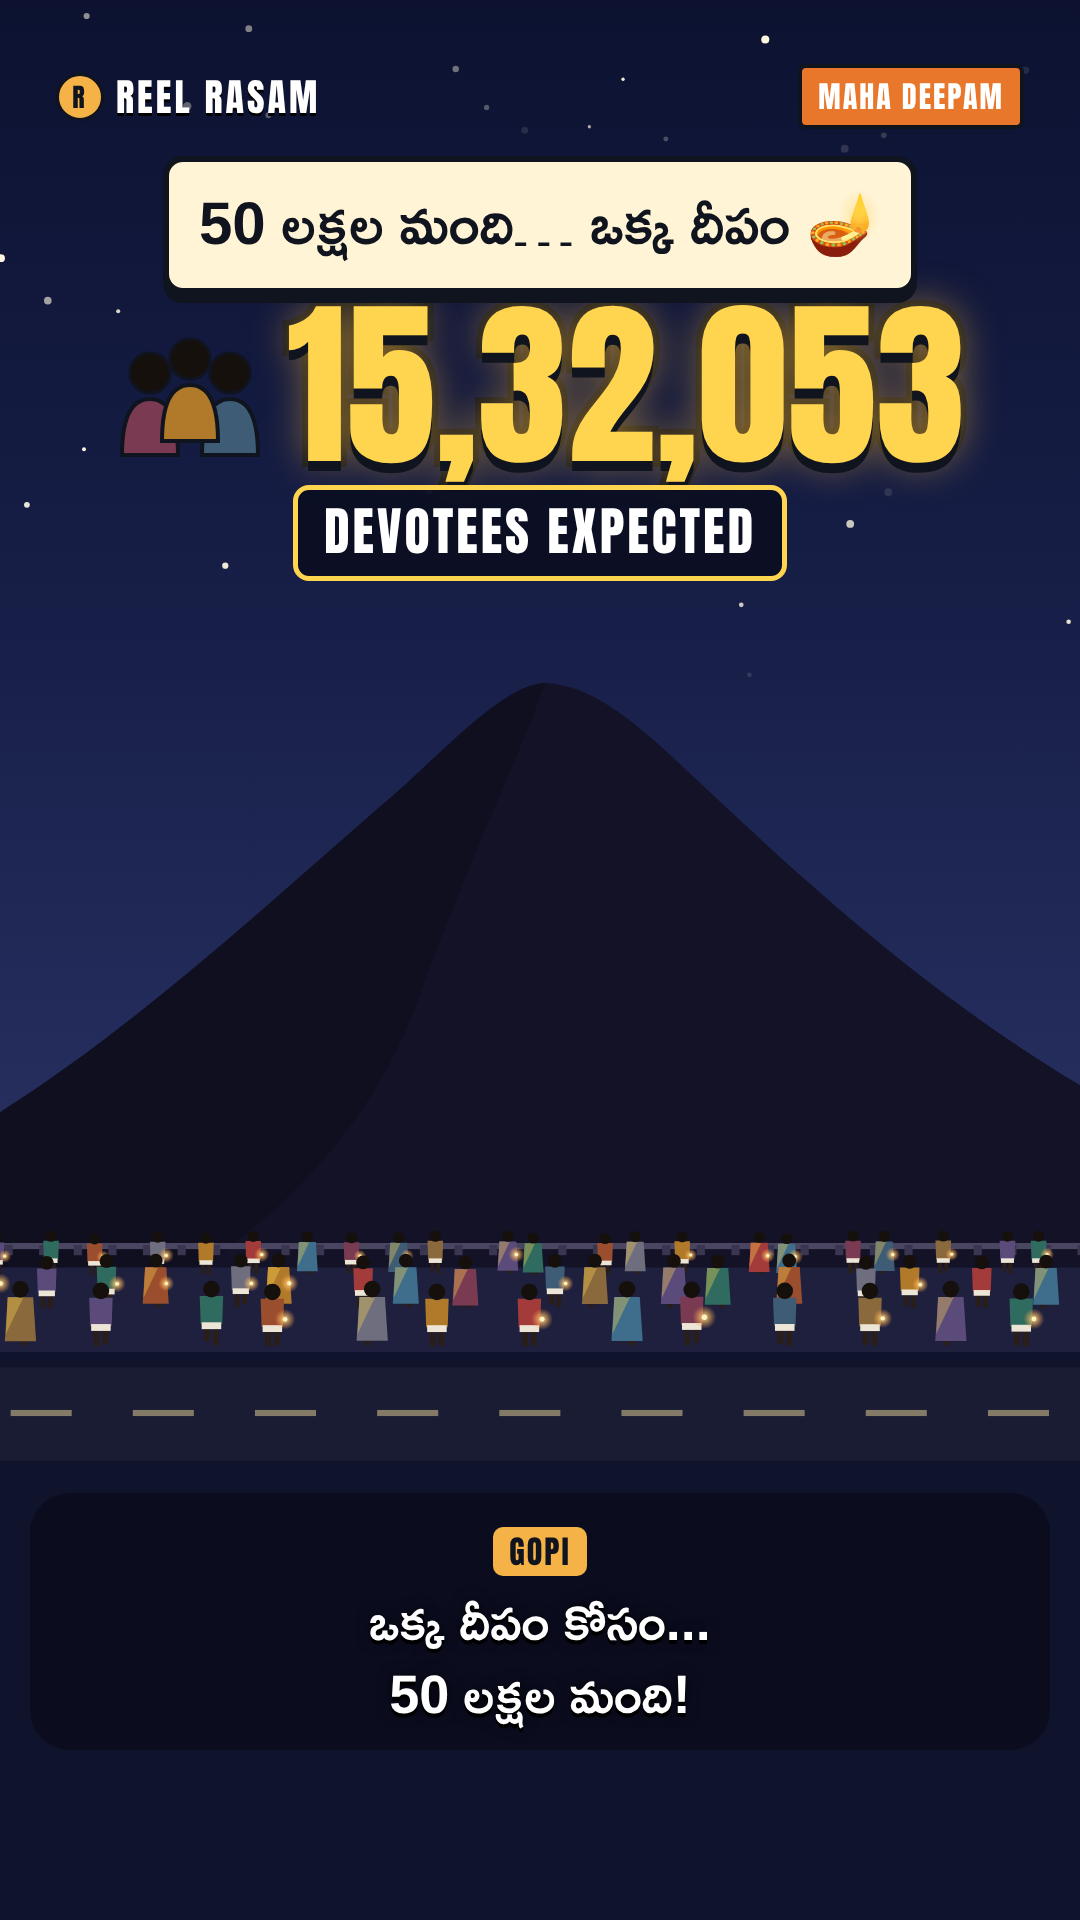 R REEL RASAM
MAHA DEEPAM
50 లక్షల మంది... ఒక్క దీపం 🪔
15,32,053
DEVOTEES EXPECTED
GOPI
ఒక్క దీపం కోసం...
50 లక్షల మంది!